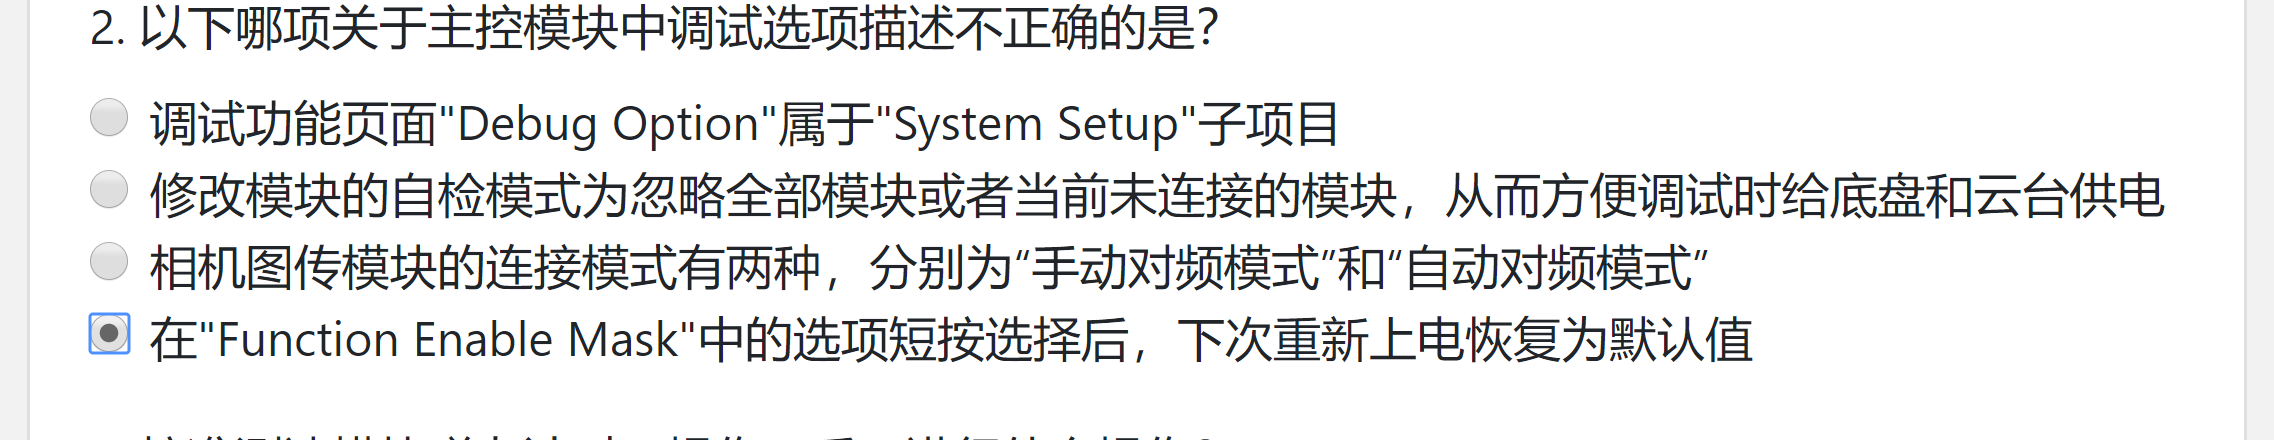 2. 以下哪项关于主控模块中调试选项描述不正确的是？
调试功能页面"Debug Option"属于"System Setup"子项目
修改模块的自检模式为忽略全部模块或者当前未连接的模块，从而方便调试时给底盘和云台供电
相机图传模块的连接模式有两种，分别为“手动对频模式”和“自动对频模式”
在"Function Enable Mask"中的选项短按选择后，下次重新上电恢复为默认值